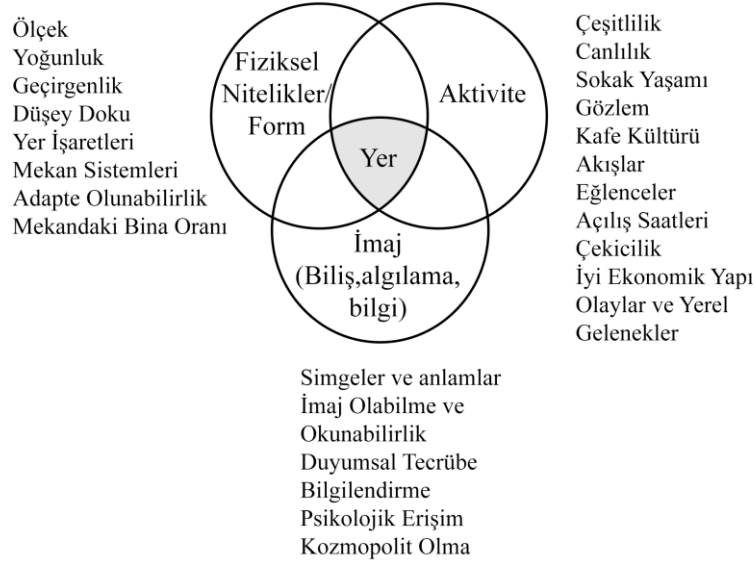 Ölçek
Yoğunluk
Geçirgenlik
Düşey Doku
Yer İşaretleri
Mekan Sistemleri
Adapte Olunabilirlik
Mekandaki Bina Oranı
Fiziksel
Nitelikler/
Form
Aktivite
Yer
İmaj
(Biliş,algılama,
bilgi)
Çeşitlilik
Canlılık
Sokak Yaşamı
Gözlem
Kafe Kültürü
Akışlar
Eğlenceler
Açılış Saatleri
Çekicilik
İyi Ekonomik Yapı
Olaylar ve Yerel
Gelenekler
Simgeler ve anlamlar
İmaj Olabilme ve
Okunabilirlik
Duyumsal Tecrübe
Bilgilendirme
Psikolojik Erişim
Kozmopolit Olma